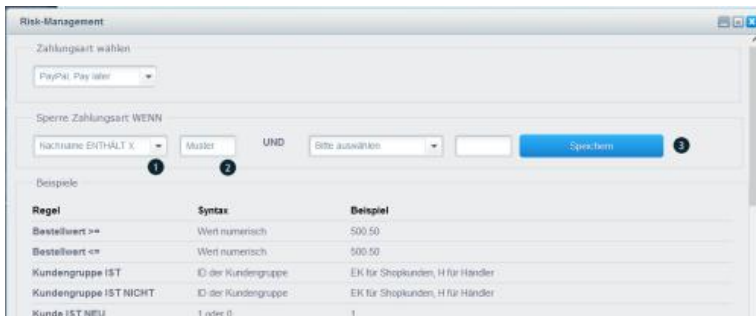 Risk-Management
Zahlungsart wählen
PayPal, Pay later
Sperre Zahlungsart WENN
Nachname ENTHÄLT X
Muster
UND
Bitte auswählen
Speichern
1
2
3
Beispiele
Regel Syntax Beispiel
Bestellwert >= Wert numerisch 500.50
Bestellwert <= Wert numerisch 500.50
Kundengruppe IST ID der Kundengruppe EK für Shopkunden, H für Händler
Kundengruppe IST NICHT ID der Kundengruppe EK für Shopkunden, H für Händler
Kunde IST NEU 1 oder 0 1